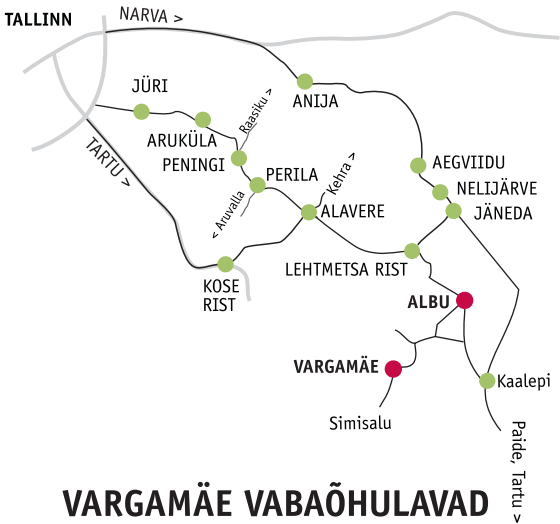 TALLINN
NARVA >
JÜRI
ANIJA
Raasiku >
ARUKÜLA
PENINGI
TARTU >
PERILA
Kehra >
AEGVIIDU
NELIJÄRVE
JÄNEDA
< Aruvalla
ALAVERE
LEHTMETSA RIST
KOSE
RIST
ALBU
VARGAMÄE
Kaalepi
Simisalu
Paide, Tartu >
VARGAMÄE VABAÕHULAVAD